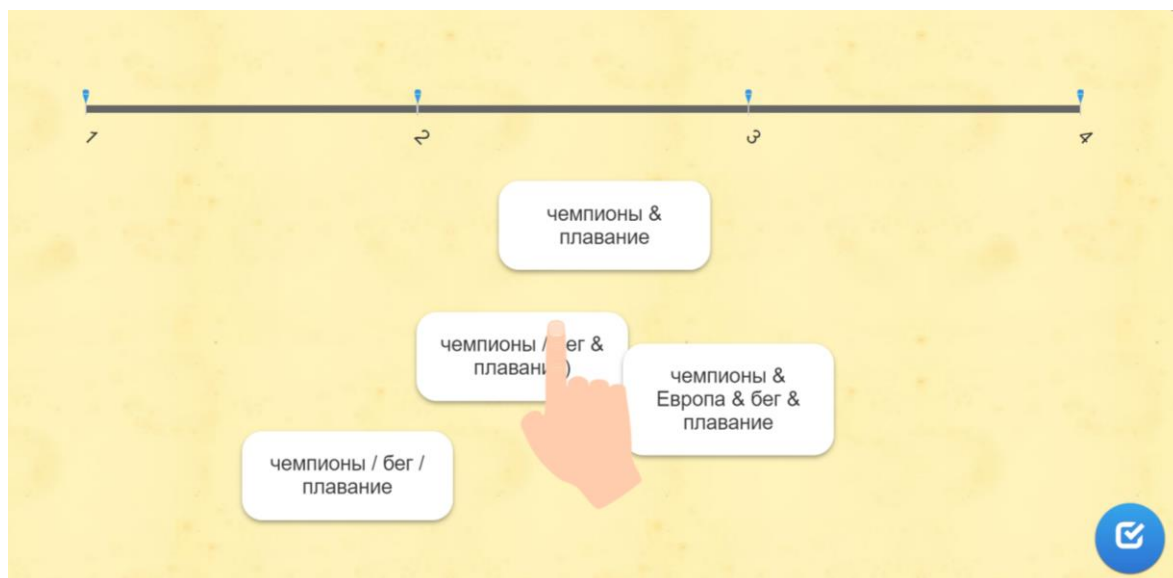 1 2 3 4
чемпионы &
плавание
чемпионы / &
чемпионы &
Европа & бег &
плавание
чемпионы / бег /
плавание